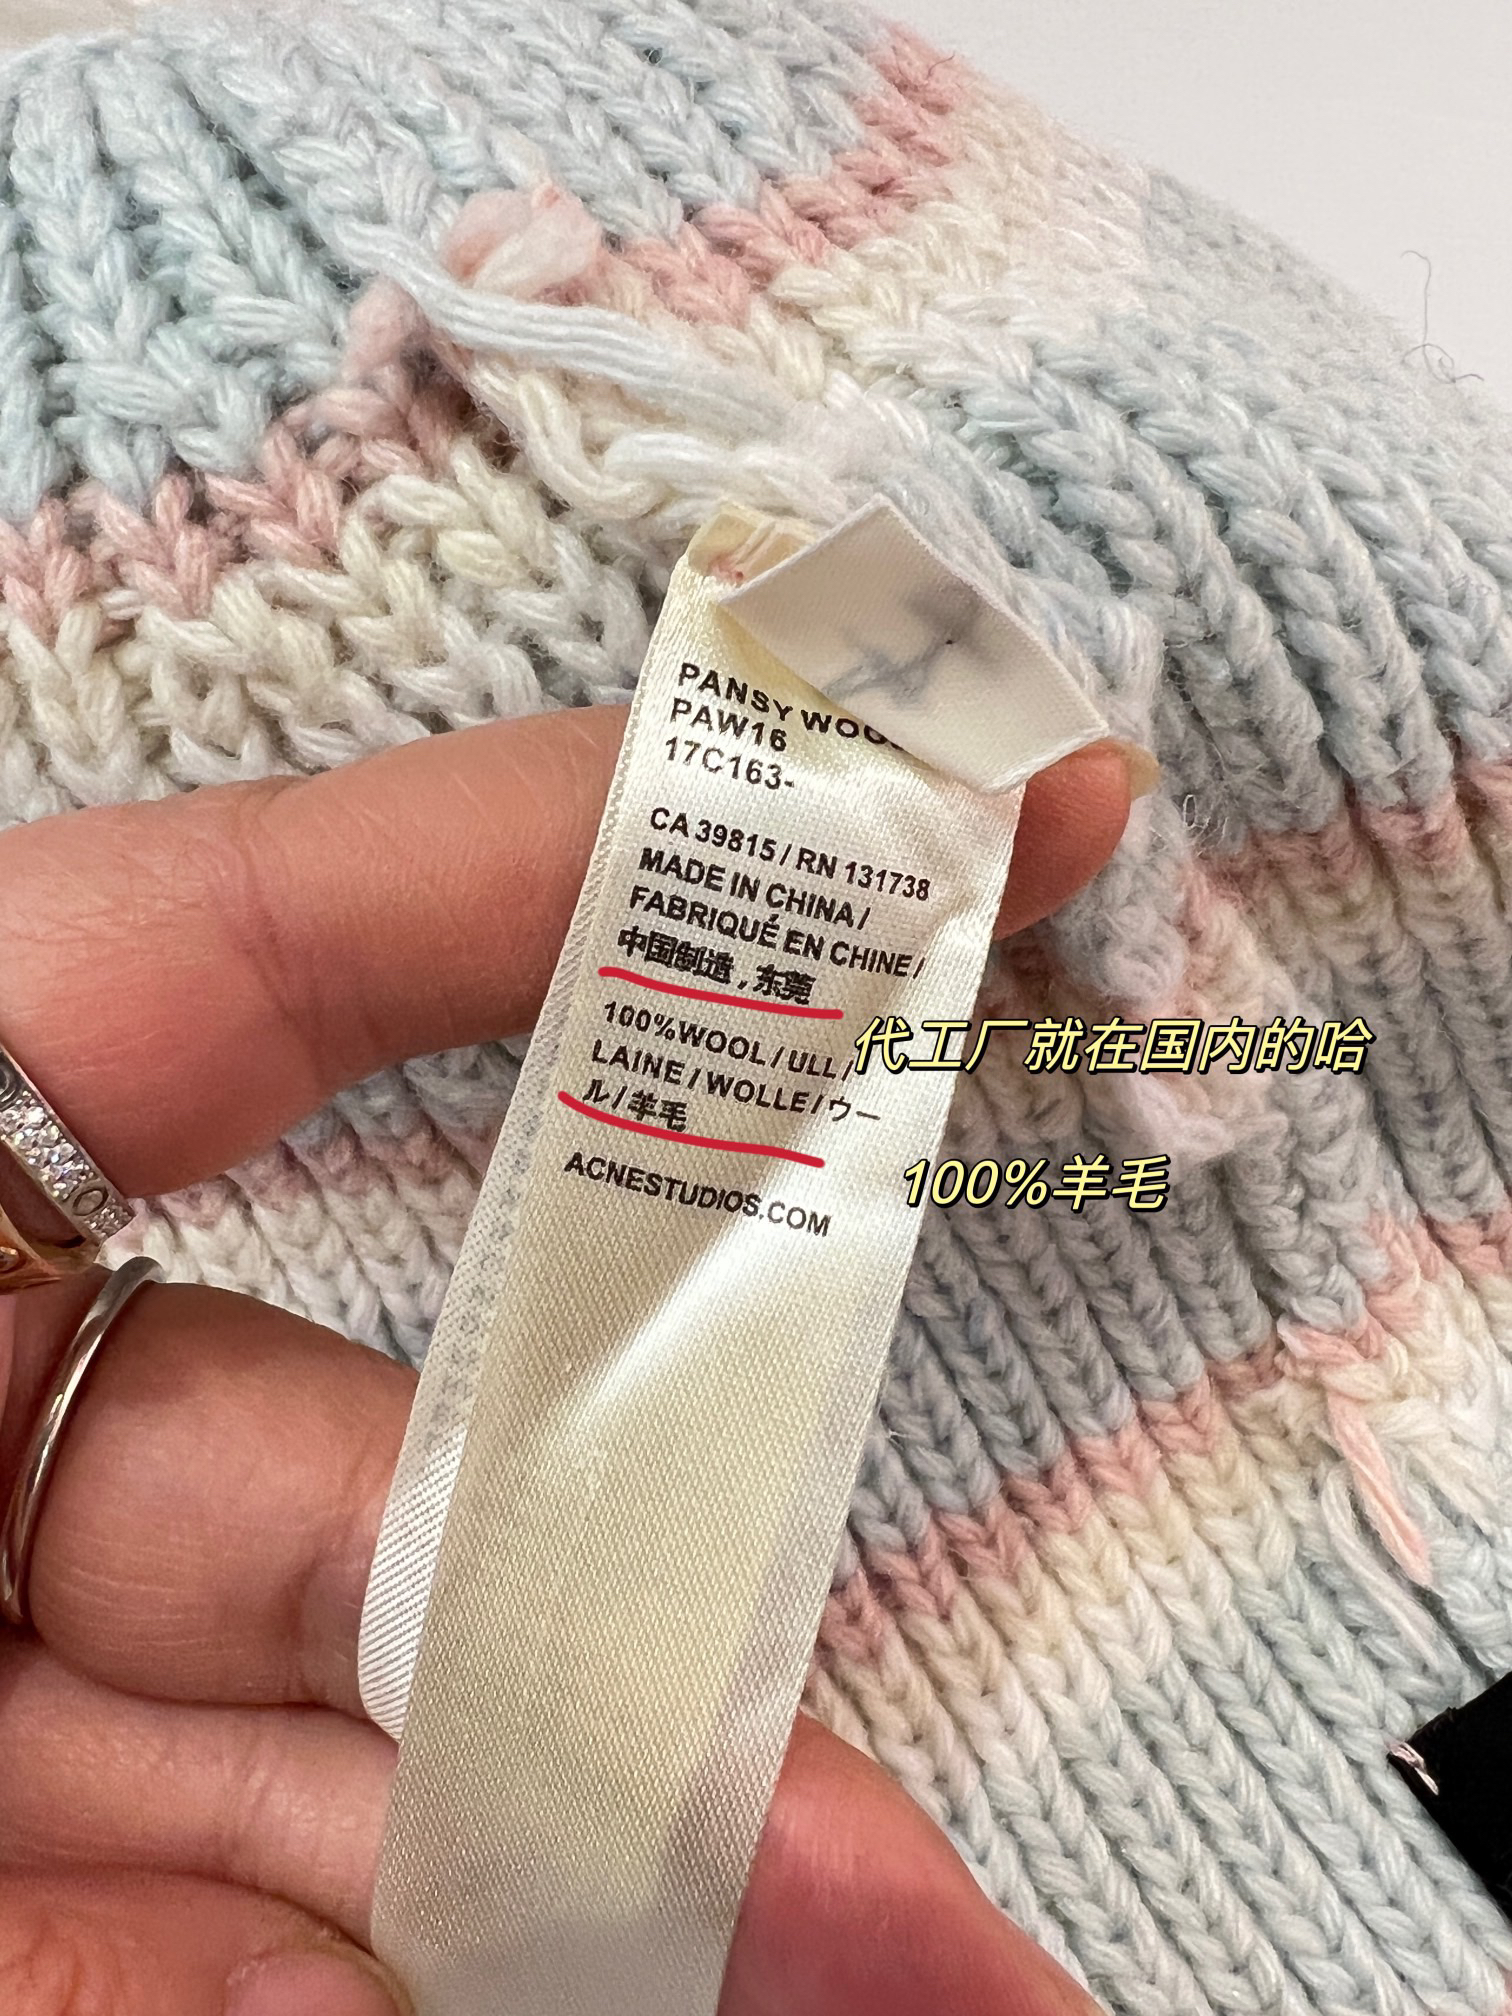 PANSY WOO
PAW16
17C163-
CA 39815 / RN 131738
MADE IN CHINA /
FABRIQUÉ EN CHINE /
中国制造，东莞
100%WOOL / ULL /
LAINE / WOLLE / ウー
ル / 羊毛
ACNESTUDIOS.COM
代工厂就在国内的哈
100%羊毛